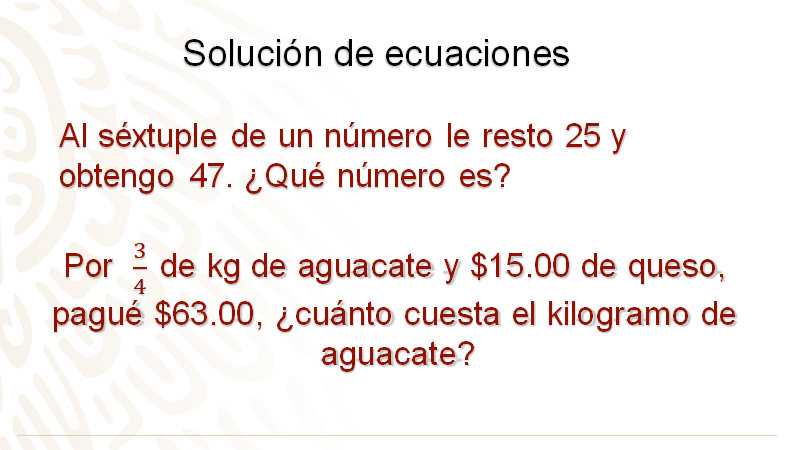 Solución de ecuaciones
Al séxtuple de un número le resto 25 y
obtengo 47. ¿Qué número es?
Por 3/4 de kg de aguacate y $15.00 de queso,
pagué $63.00, ¿cuánto cuesta el kilogramo de
aguacate?